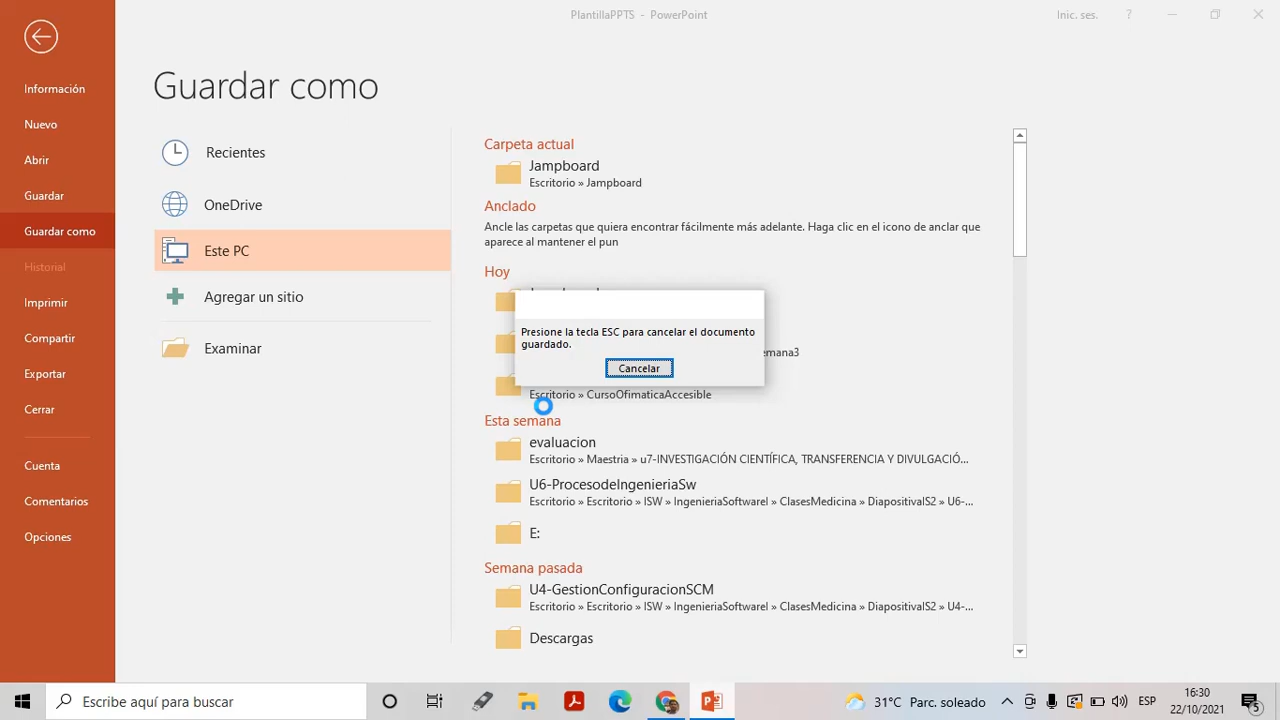 PlantillaPPTS - PowerPoint
Inic. ses.
?
Información
Nuevo
Abrir
Guardar
Guardar como
Historial
Imprimir
Compartir
Exportar
Cerrar
Cuenta
Comentarios
Opciones
Guardar como
Recientes
OneDrive
Este PC
Agregar un sitio
Examinar
Carpeta actual
Jampboard
Escritorio » Jampboard
Anclado
Ancle las carpetas que quiera encontrar fácilmente más adelante. Haga clic en el icono de anclar que
aparece al mantener el pun
Hoy
emana3
Escritorio » CursoOfimaticaAccesible
Presione la tecla ESC para cancelar el documento
guardado.
Cancelar
Esta semana
evaluacion
Escritorio » Maestria » u7-INVESTIGACIÓN CIENTÍFICA, TRANSFERENCIA Y DIVULGACIÓ...
U6-ProcesodeIngenieriaSw
Escritorio » Escritorio » ISW » IngenieriaSoftwareI » ClasesMedicina » DiapositivaIS2 » U6-...
E:
Semana pasada
U4-GestionConfiguracionSCM
Escritorio » Escritorio » ISW » IngenieriaSoftwareI » ClasesMedicina » DiapositivaIS2 » U4-...
Descargas
Escribe aquí para buscar
31°C Parc. soleado
ESP
16:30
22/10/2021
5